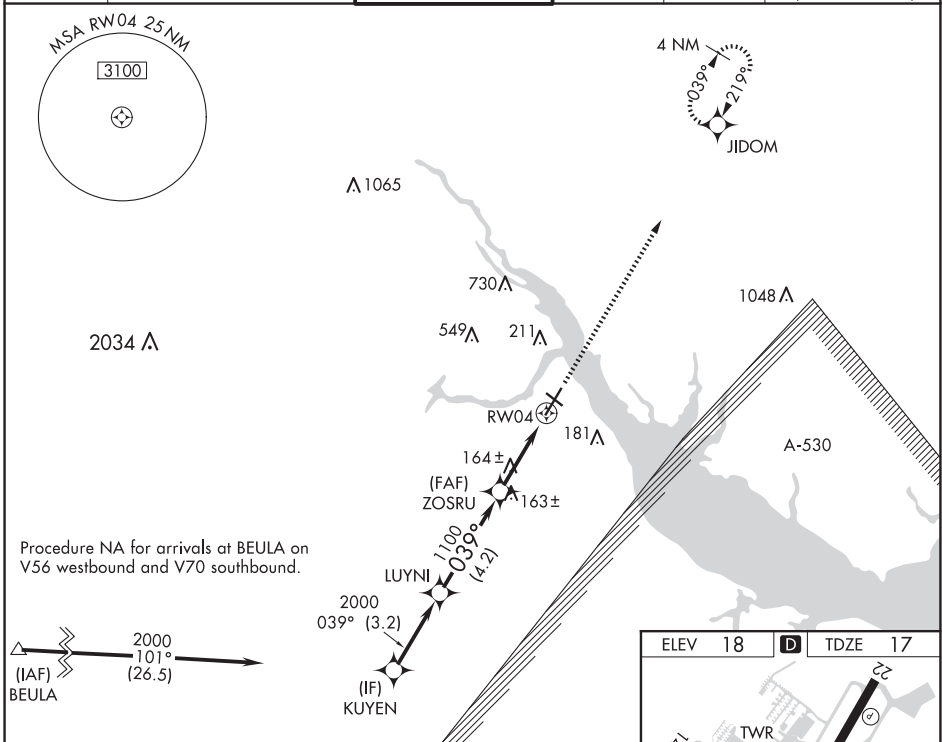 MSA RW04 25 NM
3100
4 NM
039°
219°
JIDOM
1065
730
1048
2034
549
211
RW04
181
A-530
164±
(FAF)
ZOSRU
163±
1100
039°
(4.2)
Procedure NA for arrivals at BEULA on
V56 westbound and V70 southbound.
LUYNI
2000
039° (3.2)
2000
101°
(26.5)
(IAF)
BEULA
(IF)
KUYEN
ELEV 18 D TDZE 17
22
P
TWR